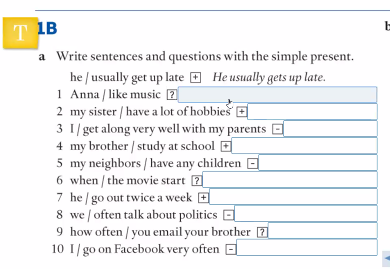 T 1B b
a Write sentences and questions with the simple present.
he / usually get up late + He usually gets up late.
1 Anna / like music ?
2 my sister / have a lot of hobbies +
3 I / get along very well with my parents -
4 my brother / study at school +
5 my neighbors / have any children -
6 when / the movie start ?
7 he / go out twice a week +
8 we / often talk about politics -
9 how often / you email your brother ?
10 I / go on Facebook very often -